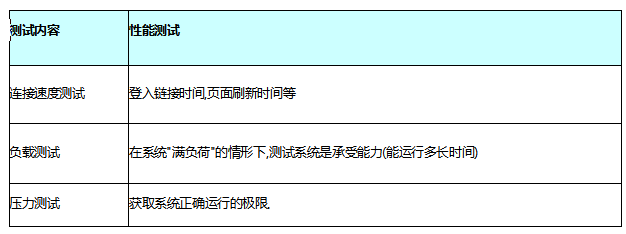 测试内容 性能测试
连接速度测试 登入链接时间,页面刷新时间等
负载测试 在系统"满负荷"的情形下,测试系统是承受能力(能运行多长时间)
压力测试 获取系统正确运行的极限.